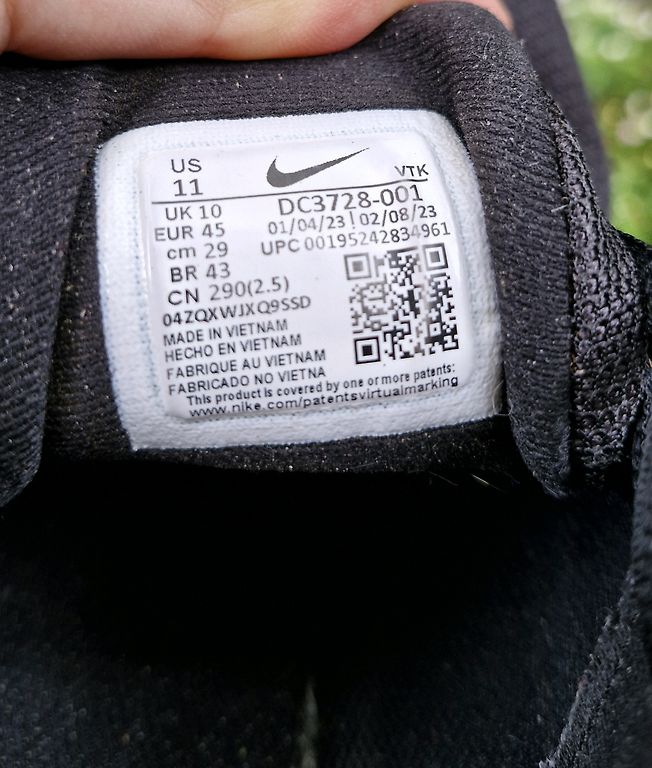 US
11
VTK
UK 10
DC3728-001
EUR 45
01/04/23 | 02/08/23
cm 29
UPC 00195242834961
BR 43
CN 290(2.5)
04ZQXWJXQ9SSD
MADE IN VIETNAM
HECHO EN VIETNAM
FABRIQUE AU VIETNAM
FABRICADO NO VIETNA
This product is covered by one or more patents:
www.nike.com/patentsvirtualmarking